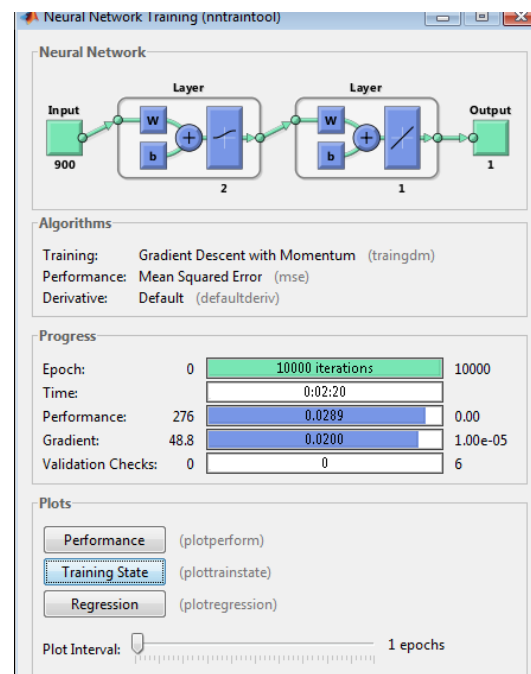 Neural Network Training (nntraintool)
Neural Network
Layer Layer
Input Output
W W
b b
900 1
2 1
Algorithms
Training: Gradient Descent with Momentum (traingdm)
Performance: Mean Squared Error (mse)
Derivative: Default (defaultderiv)
Progress
Epoch: 0 10000 iterations 10000
Time: 0:02:20
Performance: 276 0.0289 0.00
Gradient: 48.8 0.0200 1.00e-05
Validation Checks: 0 0 6
Plots
Performance (plotperform)
Training State (plottrainstate)
Regression (plotregression)
Plot Interval: 1 epochs